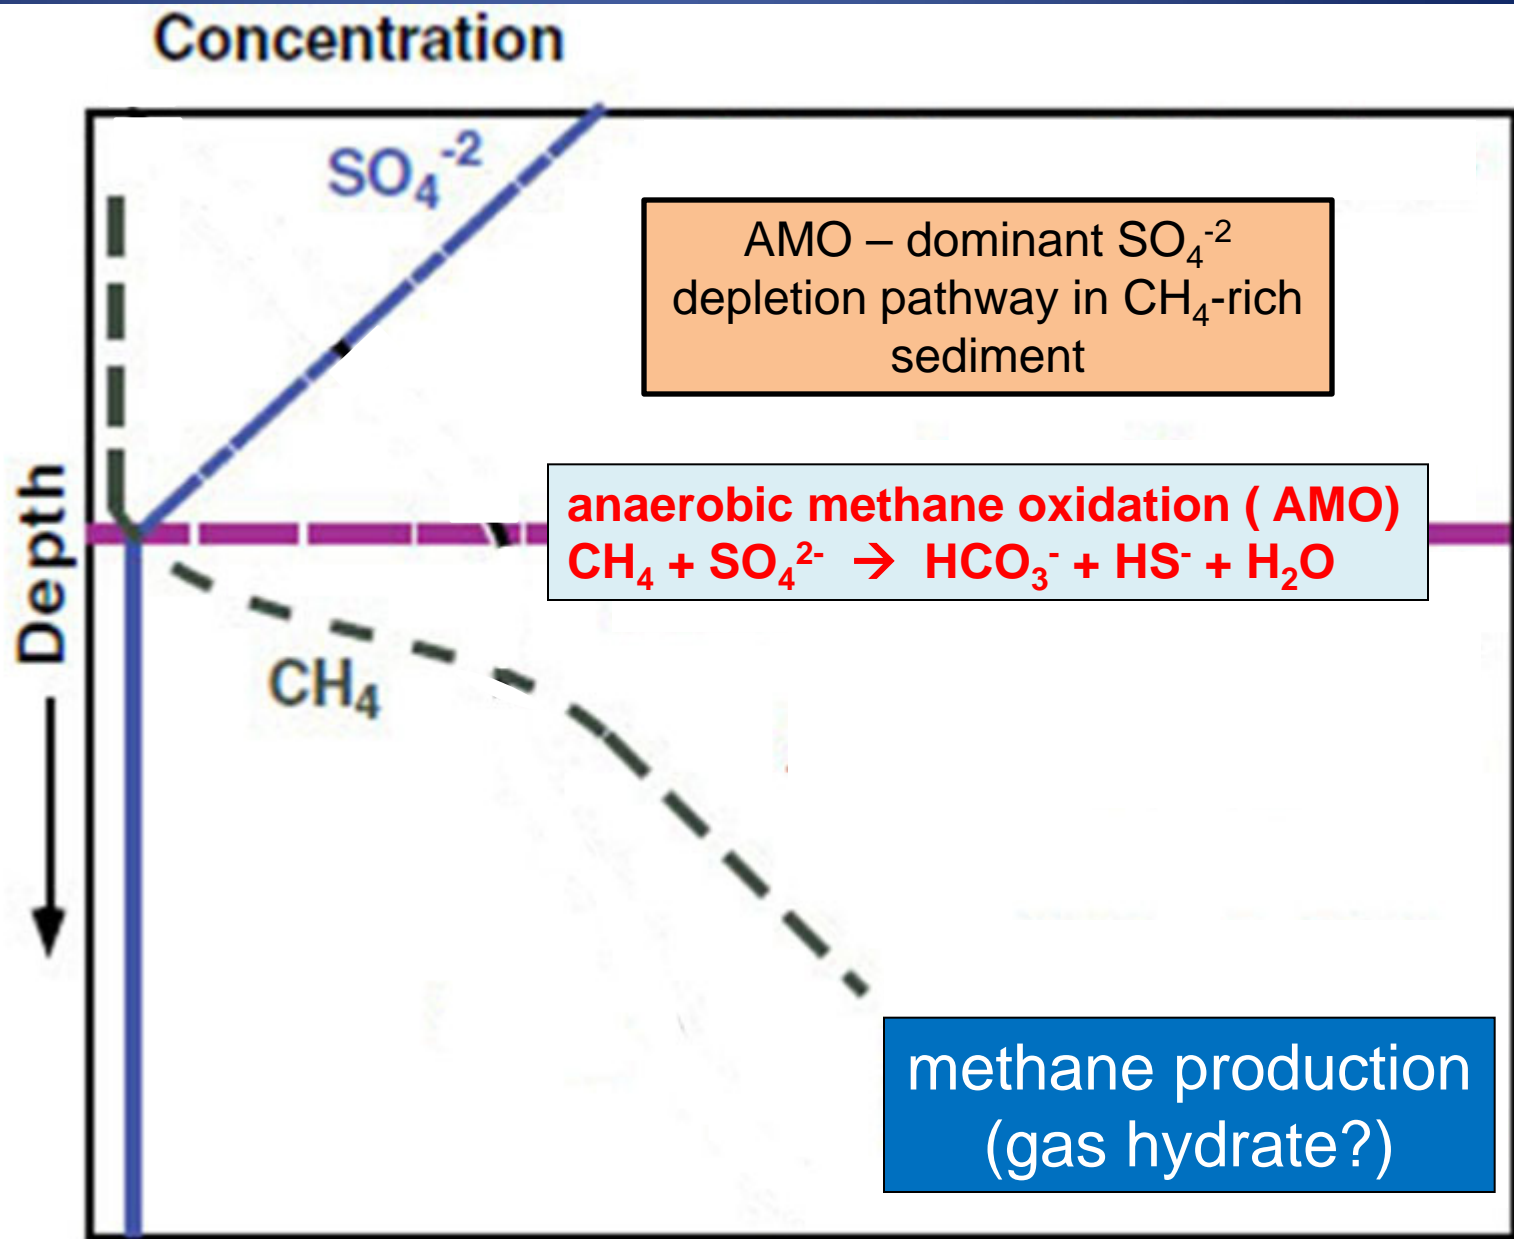 Concentration
SO₄⁻²
AMO – dominant SO₄⁻²
depletion pathway in CH₄-rich
sediment
anaerobic methane oxidation ( AMO)
CH₄ + SO₄²⁻ → HCO₃⁻ + HS⁻ + H₂O
Depth
CH₄
methane production
(gas hydrate?)